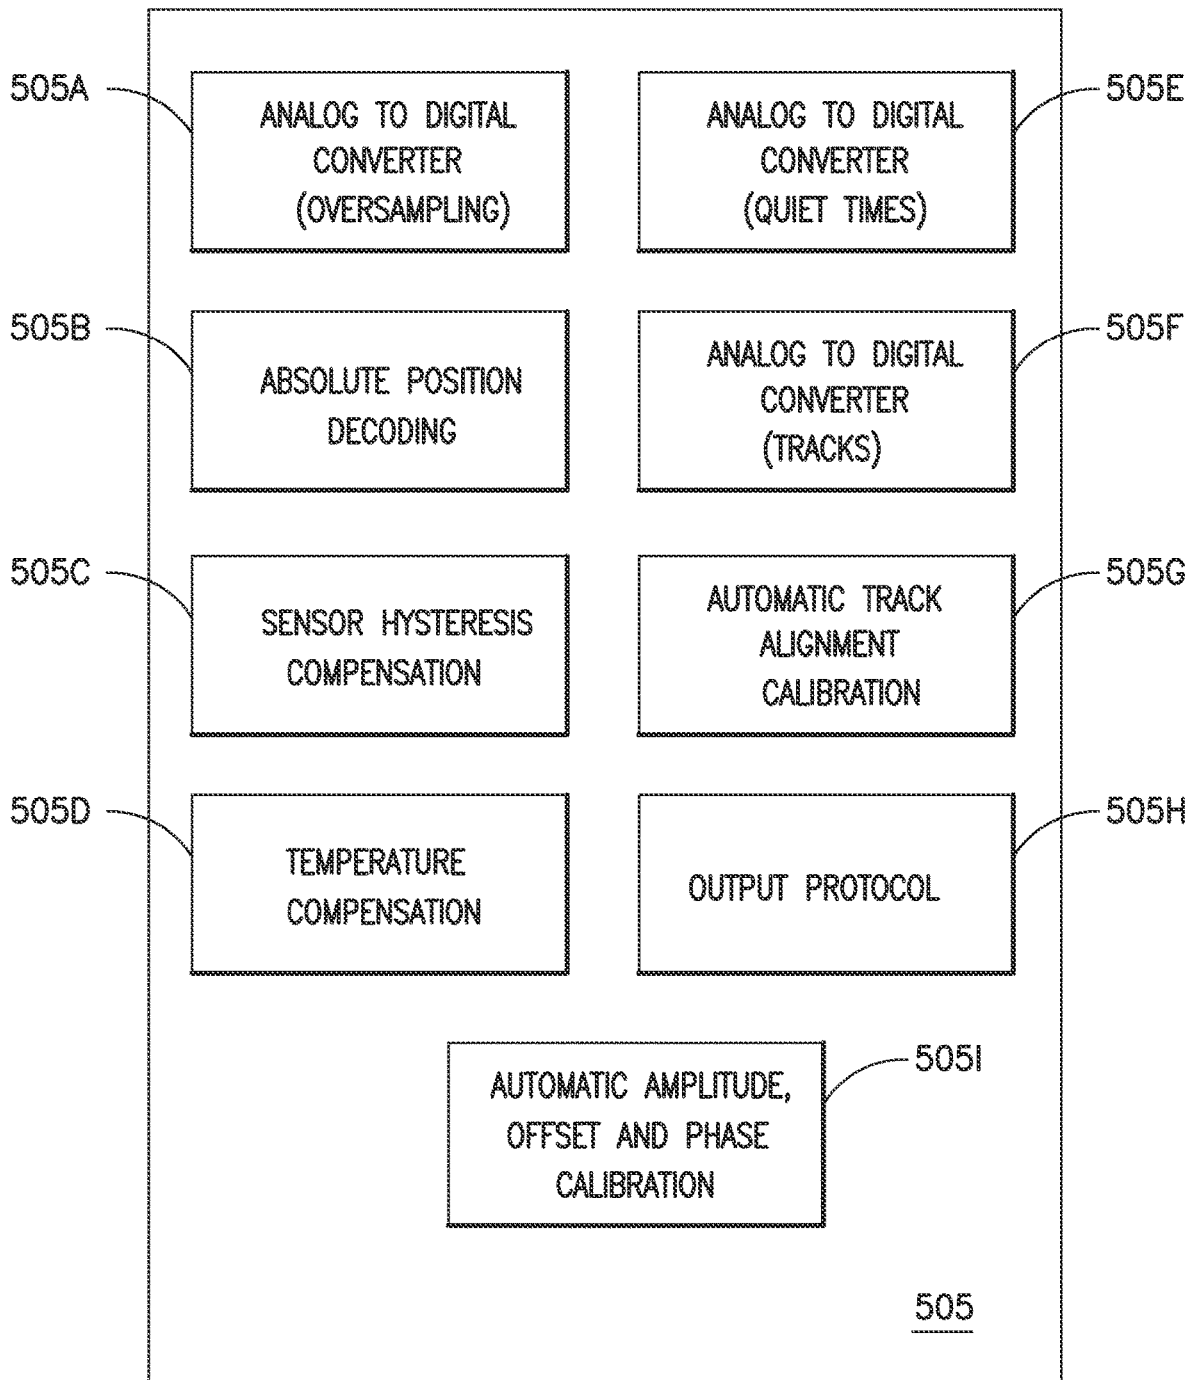 505A
ANALOG TO DIGITAL
CONVERTER
(OVERSAMPLING)
505E
ANALOG TO DIGITAL
CONVERTER
(QUIET TIMES)
505B
ABSOLUTE POSITION
DECODING
505F
ANALOG TO DIGITAL
CONVERTER
(TRACKS)
505C
SENSOR HYSTERESIS
COMPENSATION
505G
AUTOMATIC TRACK
ALIGNMENT
CALIBRATION
505D
TEMPERATURE
COMPENSATION
505H
OUTPUT PROTOCOL
505I
AUTOMATIC AMPLITUDE,
OFFSET AND PHASE
CALIBRATION
505